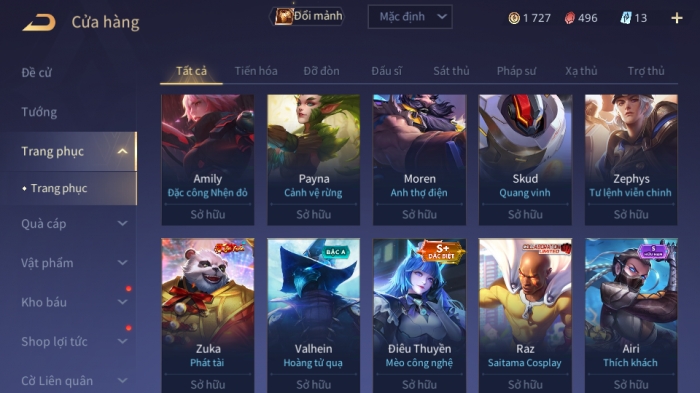 Cửa hàng
Đổi mảnh
Mặc định
1 727
496
13
Đề cử
Tướng
Trang phục
Trang phục
Quà cáp
Vật phẩm
Kho báu
Shop lợi tức
Cờ Liên quân
Tất cả
Tiến hóa
Đỡ đòn
Đấu sĩ
Sát thủ
Pháp sư
Xạ thủ
Trợ thủ
Amily
Đặc công Nhện đỏ
Sở hữu
Payna
Cảnh vệ rừng
Sở hữu
Moren
Anh thợ điện
Sở hữu
Skud
Quang vinh
Sở hữu
Zephys
Tư lệnh viễn chinh
Sở hữu
Zuka
Phát tài
Sở hữu
BẬC A
Valhein
Hoàng tử quạ
Sở hữu
S+
ĐẶC BIỆT
Điêu Thuyền
Mèo công nghệ
Sở hữu
Raz
Saitama Cosplay
Sở hữu
S
HỮU HẠN
Airi
Thích khách
Sở hữu